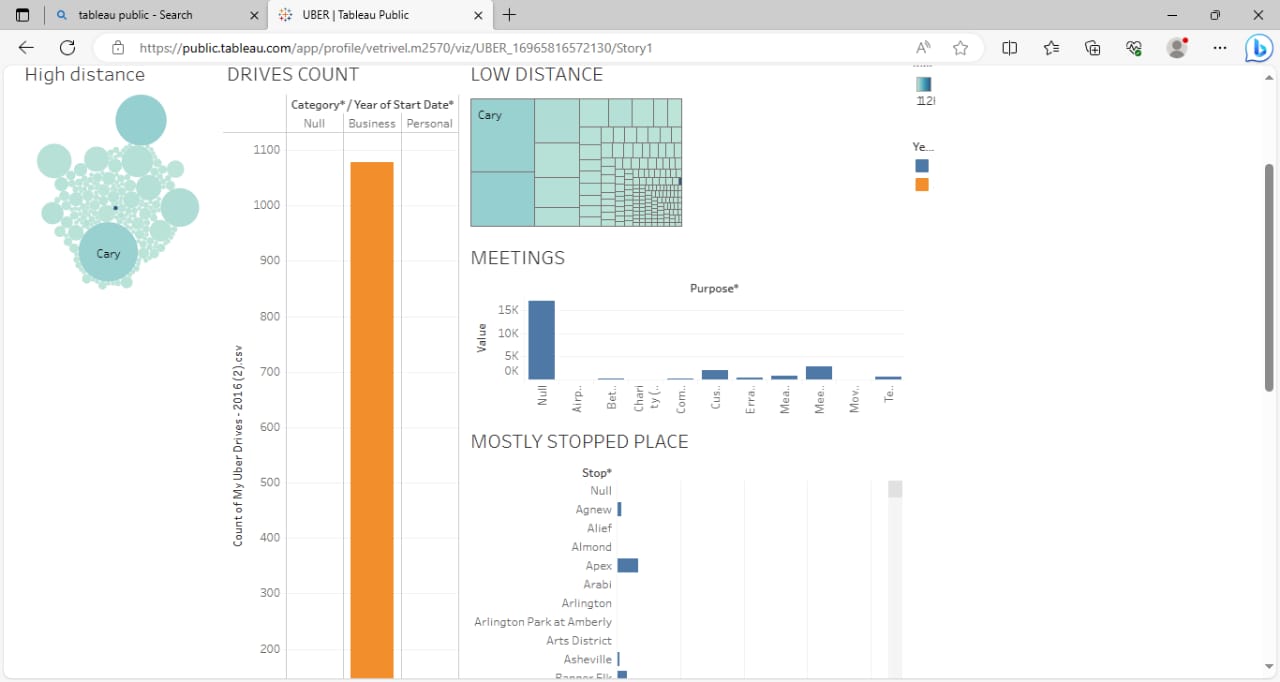 tableau public - Search
UBER | Tableau Public
https://public.tableau.com/app/profile/vetrivel.m2570/viz/UBER_16965816572130/Story1
High distance
Cary
DRIVES COUNT
Category* / Year of Start Date*
Null Business Personal
1100
1000
900
800
700
600
500
400
300
200
Count of My Uber Drives - 2016 (2).csv
LOW DISTANCE
Cary
MEETINGS
Purpose*
Value
15K
10K
5K
0K
Null
Airp..
Bet..
Chari
ty (..
Com..
Cus..
Erra..
Mea..
Mee..
Mov..
Te..
MOSTLY STOPPED PLACE
Stop*
Null
Agnew
Alief
Almond
Apex
Arabi
Arlington
Arlington Park at Amberly
Arts District
Asheville
Banner Elk
Ye...